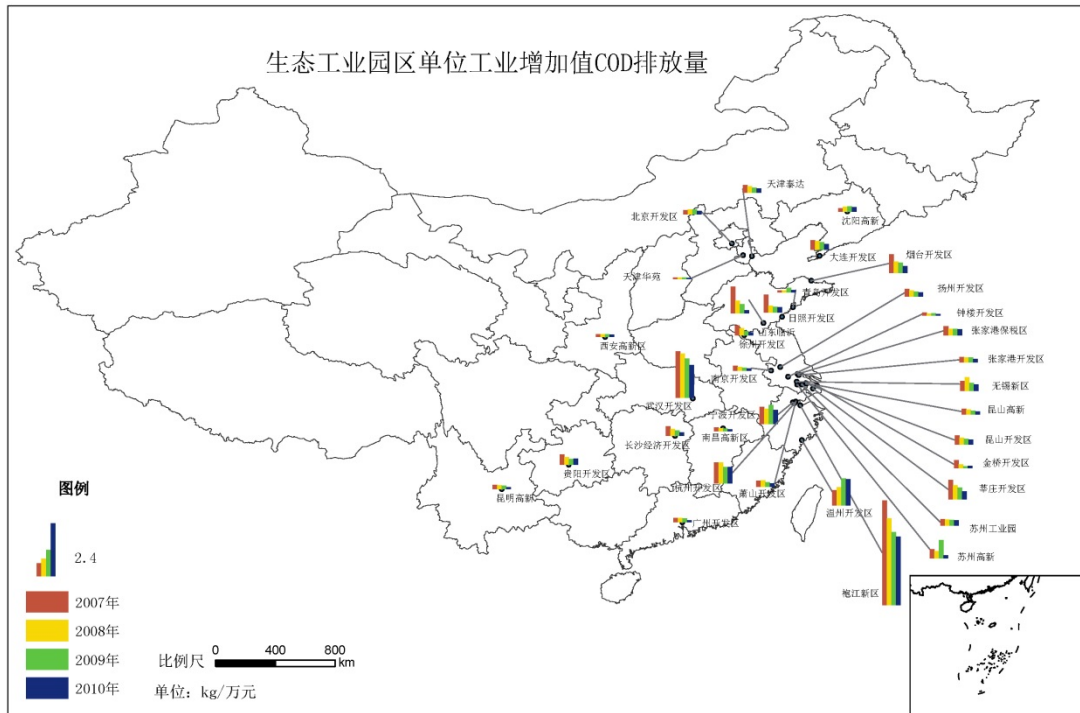 生态工业园区单位工业增加值COD排放量
天津泰达
北京开发区
沈阳高新
大连开发区
烟台开发区
天津华苑
青岛开发区
扬州开发区
钟楼开发区
日照开发区
山东临沂
张家港保税区
徐州开发区
西安高新区
张家港开发区
南京开发区
无锡新区
武汉开发区
宁波开发区
昆山高新
长沙经济开发区
南昌高新区
昆山开发区
贵阳开发区
金桥开发区
杭州开发区
萧山开发区
莘庄开发区
昆明高新
温州开发区
广州开发区
苏州工业园
苏州高新
袍江新区
图例
2.4
2007年
2008年
2009年
2010年
比例尺
0 400 800
km
单位：kg/万元